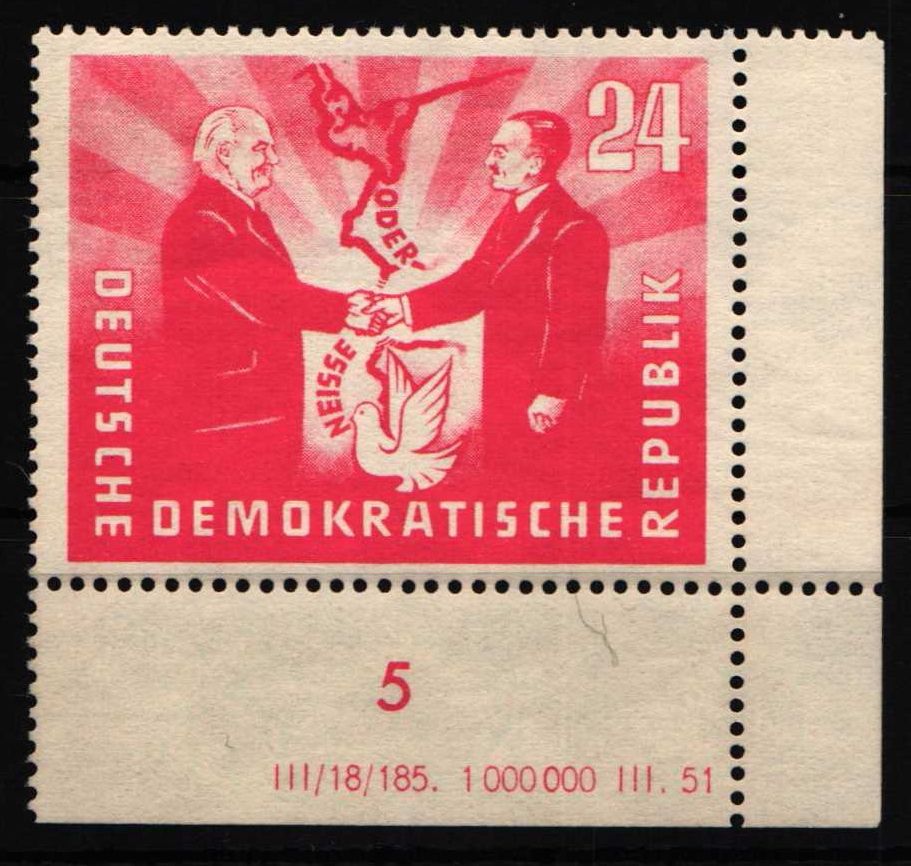 24
ODER-
NEISSE
DEUTSCHE
DEMOKRATISCHE
REPUBLIK
5
III/18/185. 1000000 III. 51